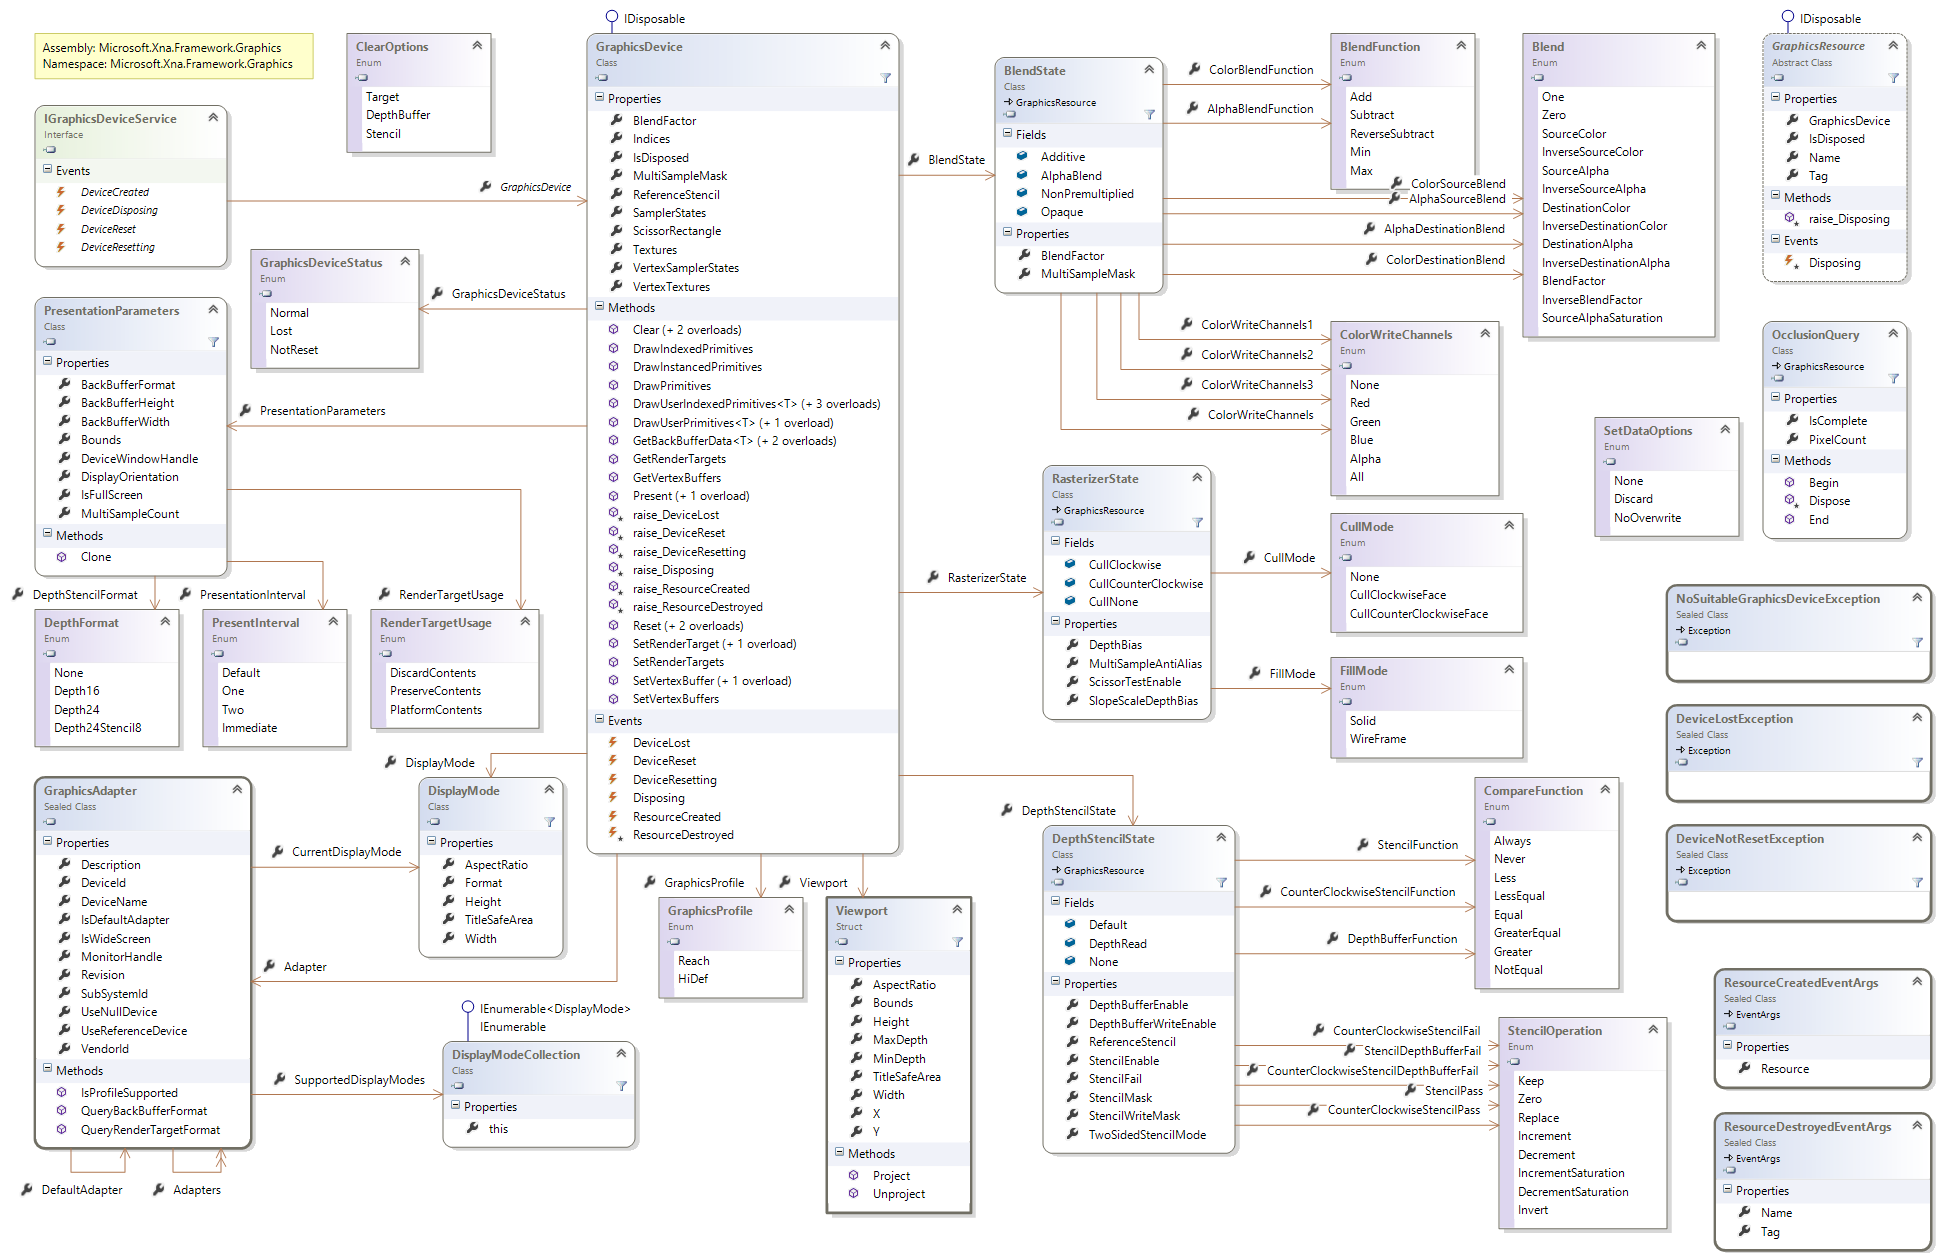 Assembly: Microsoft.Xna.Framework.Graphics
Namespace: Microsoft.Xna.Framework.Graphics
IGraphicsDeviceService
Interface
Events
DeviceCreated
DeviceDisposing
DeviceReset
DeviceResetting
GraphicsDevice
ClearOptions
Enum
Target
DepthBuffer
Stencil
GraphicsDeviceStatus
Enum
Normal
Lost
NotReset
GraphicsDeviceStatus
PresentationParameters
Class
Properties
BackBufferFormat
BackBufferHeight
BackBufferWidth
Bounds
DeviceWindowHandle
DisplayOrientation
IsFullScreen
MultiSampleCount
Methods
Clone
PresentationParameters
DepthStencilFormat
PresentationInterval
RenderTargetUsage
DepthFormat
Enum
None
Depth16
Depth24
Depth24Stencil8
PresentInterval
Enum
Default
One
Two
Immediate
RenderTargetUsage
Enum
DiscardContents
PreserveContents
PlatformContents
GraphicsAdapter
Sealed Class
Properties
Description
DeviceId
DeviceName
IsDefaultAdapter
IsWideScreen
MonitorHandle
Revision
SubSystemId
UseNullDevice
UseReferenceDevice
VendorId
Methods
IsProfileSupported
QueryBackBufferFormat
QueryRenderTargetFormat
DefaultAdapter
Adapters
DisplayMode
CurrentDisplayMode
Adapter
SupportedDisplayModes
DisplayMode
Class
Properties
AspectRatio
Format
Height
TitleSafeArea
Width
IEnumerable<DisplayMode>
IEnumerable
DisplayModeCollection
Class
Properties
this
IDisposable
GraphicsDevice
Class
Properties
BlendFactor
Indices
IsDisposed
MultiSampleMask
ReferenceStencil
SamplerStates
ScissorRectangle
Textures
VertexSamplerStates
VertexTextures
Methods
Clear (+ 2 overloads)
DrawIndexedPrimitives
DrawInstancedPrimitives
DrawPrimitives
DrawUserIndexedPrimitives<T> (+ 3 overloads)
DrawUserPrimitives<T> (+ 1 overload)
GetBackBufferData<T> (+ 2 overloads)
GetRenderTargets
GetVertexBuffers
Present (+ 1 overload)
raise_DeviceLost
raise_DeviceReset
raise_DeviceResetting
raise_Disposing
raise_ResourceCreated
raise_ResourceDestroyed
Reset (+ 2 overloads)
SetRenderTarget (+ 1 overload)
SetRenderTargets
SetVertexBuffer (+ 1 overload)
SetVertexBuffers
Events
DeviceLost
DeviceReset
DeviceResetting
Disposing
ResourceCreated
ResourceDestroyed
GraphicsProfile
Viewport
GraphicsProfile
Enum
Reach
HiDef
Viewport
Struct
Properties
AspectRatio
Bounds
Height
MaxDepth
MinDepth
TitleSafeArea
Width
X
Y
Methods
Project
Unproject
BlendState
BlendState
Class
GraphicsResource
Fields
Additive
AlphaBlend
NonPremultiplied
Opaque
Properties
BlendFactor
MultiSampleMask
ColorBlendFunction
AlphaBlendFunction
ColorSourceBlend
AlphaSourceBlend
AlphaDestinationBlend
ColorDestinationBlend
ColorWriteChannels1
ColorWriteChannels2
ColorWriteChannels3
ColorWriteChannels
BlendFunction
Enum
Add
Subtract
ReverseSubtract
Min
Max
Blend
Enum
One
Zero
SourceColor
InverseSourceColor
SourceAlpha
InverseSourceAlpha
DestinationColor
InverseDestinationColor
DestinationAlpha
InverseDestinationAlpha
BlendFactor
InverseBlendFactor
SourceAlphaSaturation
ColorWriteChannels
Enum
None
Red
Green
Blue
Alpha
All
RasterizerState
RasterizerState
Class
GraphicsResource
Fields
CullClockwise
CullCounterClockwise
CullNone
Properties
DepthBias
MultiSampleAntiAlias
ScissorTestEnable
SlopeScaleDepthBias
CullMode
FillMode
CullMode
Enum
None
CullClockwiseFace
CullCounterClockwiseFace
FillMode
Enum
Solid
WireFrame
DepthStencilState
DepthStencilState
Class
GraphicsResource
Fields
Default
DepthRead
None
Properties
DepthBufferEnable
DepthBufferWriteEnable
ReferenceStencil
StencilEnable
StencilFail
StencilMask
StencilWriteMask
TwoSidedStencilMode
StencilFunction
CounterClockwiseStencilFunction
DepthBufferFunction
CounterClockwiseStencilFail
StencilDepthBufferFail
CounterClockwiseStencilDepthBufferFail
StencilPass
CounterClockwiseStencilPass
CompareFunction
Enum
Always
Never
Less
LessEqual
Equal
GreaterEqual
Greater
NotEqual
StencilOperation
Enum
Keep
Zero
Replace
Increment
Decrement
IncrementSaturation
DecrementSaturation
Invert
IDisposable
GraphicsResource
Abstract Class
Properties
GraphicsDevice
IsDisposed
Name
Tag
Methods
raise_Disposing
Events
Disposing
OcclusionQuery
Class
GraphicsResource
Properties
IsComplete
PixelCount
Methods
Begin
Dispose
End
SetDataOptions
Enum
None
Discard
NoOverwrite
NoSuitableGraphicsDeviceException
Sealed Class
Exception
DeviceLostException
Sealed Class
Exception
DeviceNotResetException
Sealed Class
Exception
ResourceCreatedEventArgs
Sealed Class
EventArgs
Properties
Resource
ResourceDestroyedEventArgs
Sealed Class
EventArgs
Properties
Name
Tag